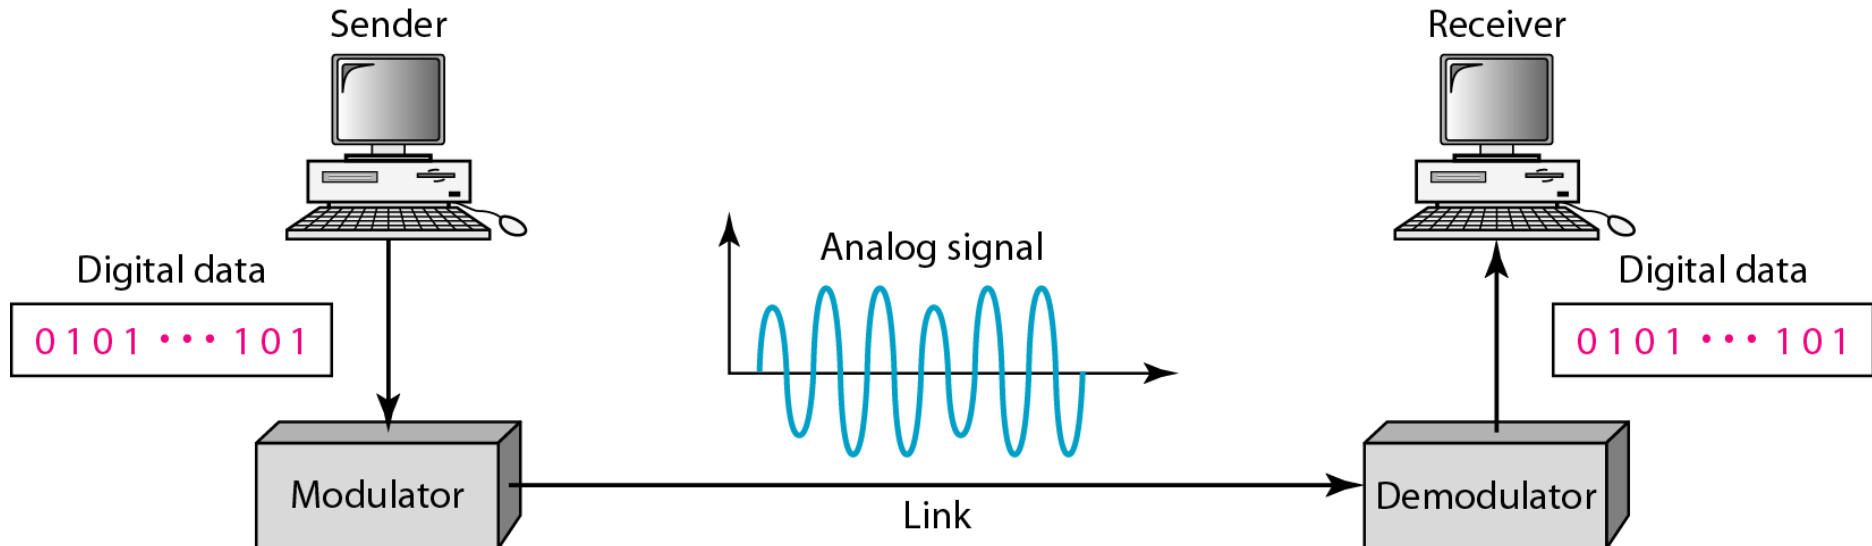 Sender
Receiver
Analog signal
Digital data
Digital data
0101 ••• 101
0101 ••• 101
Modulator
Link
Demodulator